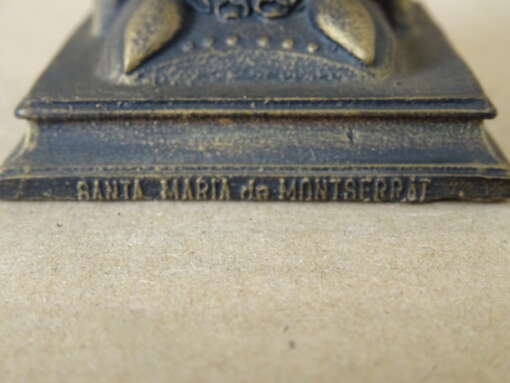 SANTA MARIA de MONTSERRAT